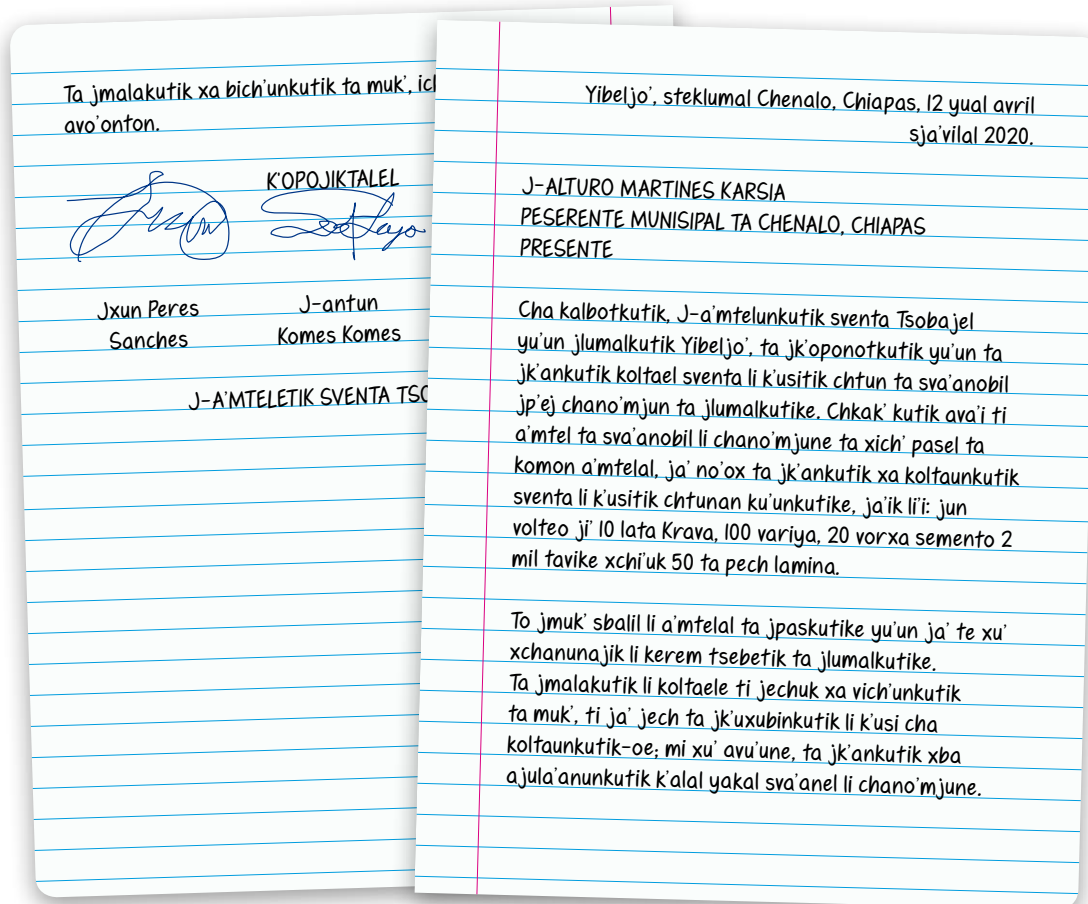 Yibeljo', steklumal Chenalo, Chiapas, 12 yual avril
sja'vilal 2020.
J-ALTURO MARTINES KARSIA
PESERENTE MUNISIPAL TA CHENALO, CHIAPAS
PRESENTE
Cha kalbotkutik, J-a'mtelunkutik sventa Tsobajel
yu'un jlumalkutik Yibeljo', ta jk'oponotkutik yu'un ta
jk'ankutik koltael sventa li k'usitik chtun ta sva'anobil
jp'ej chano'mjun ta jlumalkutike. Chkak' kutik ava'i ti
a'mtel ta sva'anobil li chano'mjune ta xich' pasel ta
komon a'mtelal, ja' no'ox ta jk'ankutik xa koltaunkutik
sventa li k'usitik chtunan ku'unkutike, ja'ik li'i: jun
volteo ji' 10 lata Krava, 100 variya, 20 vorxa semento 2
mil tavike xchi'uk 50 ta pech lamina.
To jmuk' sbalil li a'mtelal ta jpaskutike yu'un ja' te xu'
xchanunajik li kerem tsebetik ta jlumalkutike.
Ta jmalakutik li koltaele ti jechuk xa vich'unkutik
ta muk', ti ja' jech ta jk'uxubinkutik li k'usi cha
koltaunkutik-oe; mi xu' avu'une, ta jk'ankutik xba
ajula'anunkutik k'alal yakal sva'anel li chano'mjune.
Ta jmalakutik xa bich'unkutik ta muk',
avo'onton.
K'OPOJIKTALEL
Jxun Peres
Sanches
J-antun
Komes Komes
J-A'MTELETIK SVENTA